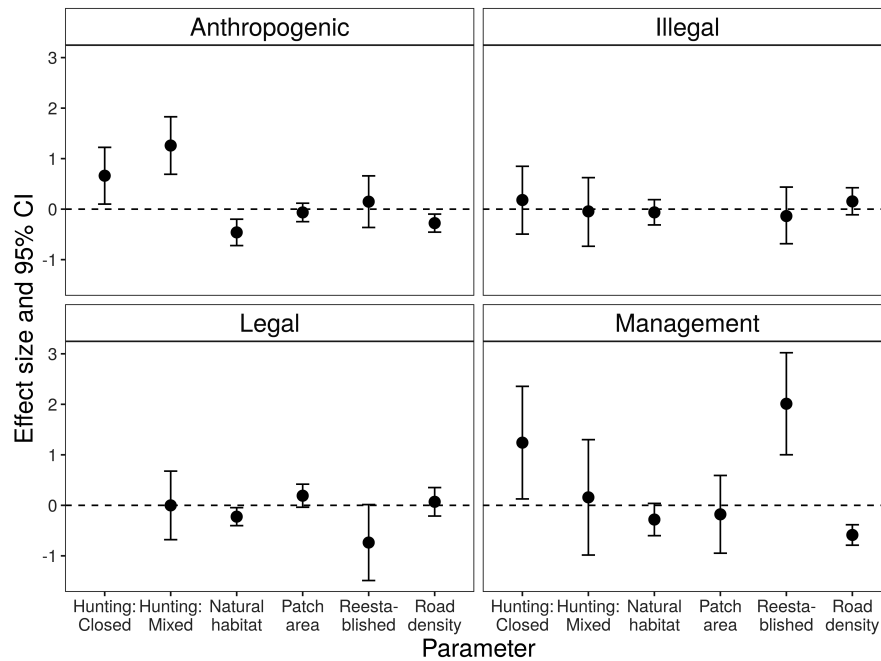 Anthropogenic
Illegal
3
2
1
0
-1
Effect size and 95% CI
Legal
Management
3
2
1
0
-1
Hunting: Hunting: Natural Patch Reesta- Road
Closed Mixed habitat area blished density
Hunting: Hunting: Natural Patch Reesta- Road
Closed Mixed habitat area blished density
Parameter